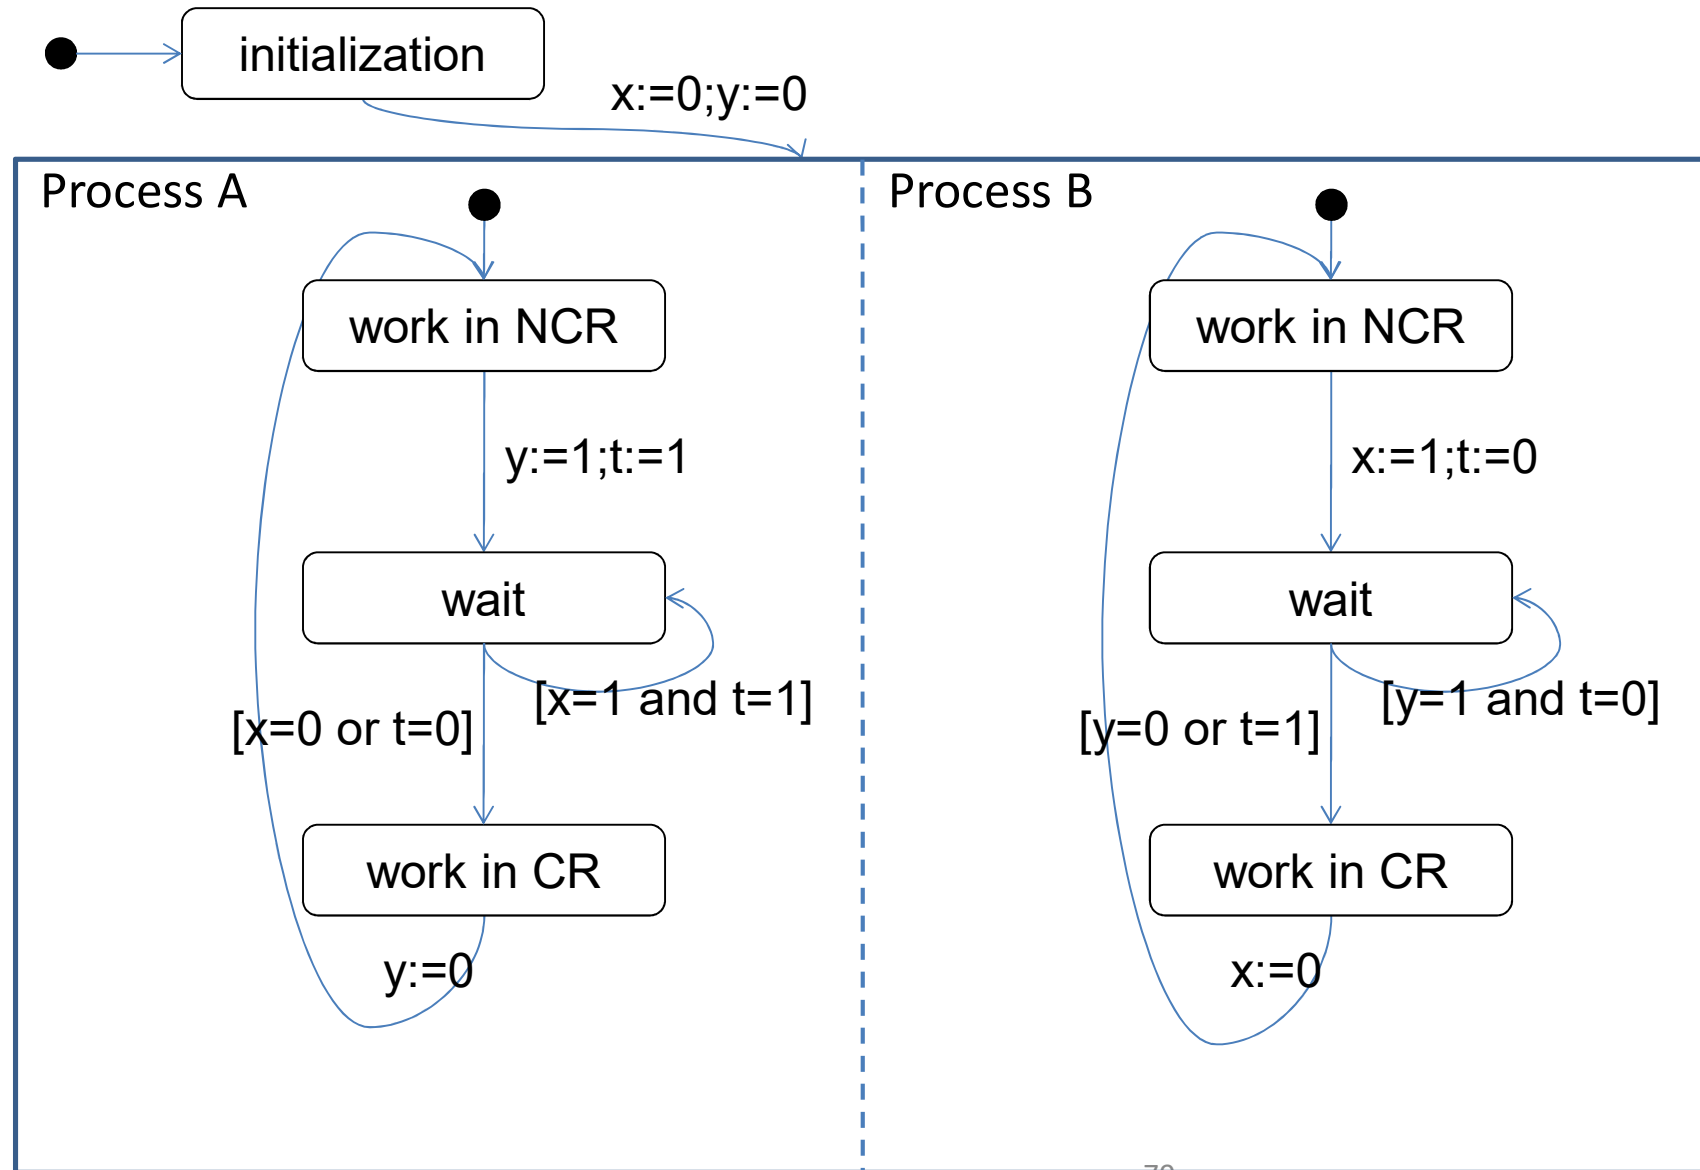 initialization
x:=0;y:=0
Process A
work in NCR
y:=1;t:=1
wait
[x=1 and t=1]
[x=0 or t=0]
work in CR
y:=0
Process B
work in NCR
x:=1;t:=0
wait
[y=1 and t=0]
[y=0 or t=1]
work in CR
x:=0